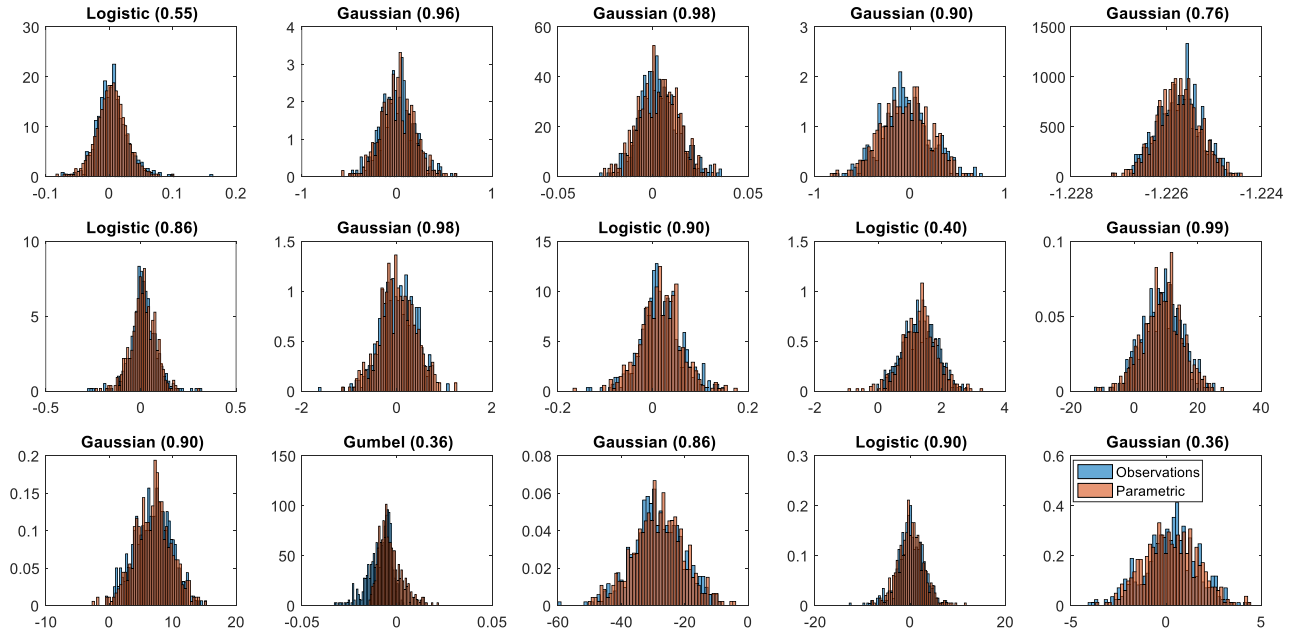 Logistic (0.55) Gaussian (0.96) Gaussian (0.98) Gaussian (0.90) Gaussian (0.76)
30 4 60 3 1500
20 3 40 2 1000
2
10 20 1 500
1
0 0 0 0 0
-0.1 0 0.1 0.2 -1 0 1 -0.05 0 0.05 -1 0 1 -1.228 -1.226 -1.224
Logistic (0.86) Gaussian (0.98) Logistic (0.90) Logistic (0.40) Gaussian (0.99)
10 1.5 15 1.5 0.1
1 10 1
5 0.05
0.5 5 0.5
0 0 0 0 0
-0.5 0 0.5 -2 0 2 -0.2 0 0.2 -2 0 2 4 -20 0 20 40
Gaussian (0.90) Gumbel (0.36) Gaussian (0.86) Logistic (0.90) Gaussian (0.36)
0.2 150 0.08 0.3 0.6
Observations
0.15 100 0.06 0.2 0.4
Parametric
0.1 0.04
0.05 50 0.02 0.1 0.2
0 0 0 0 0
-10 0 10 20 -0.05 0 0.05 -60 -40 -20 0 -20 -10 0 10 20 -5 0 5